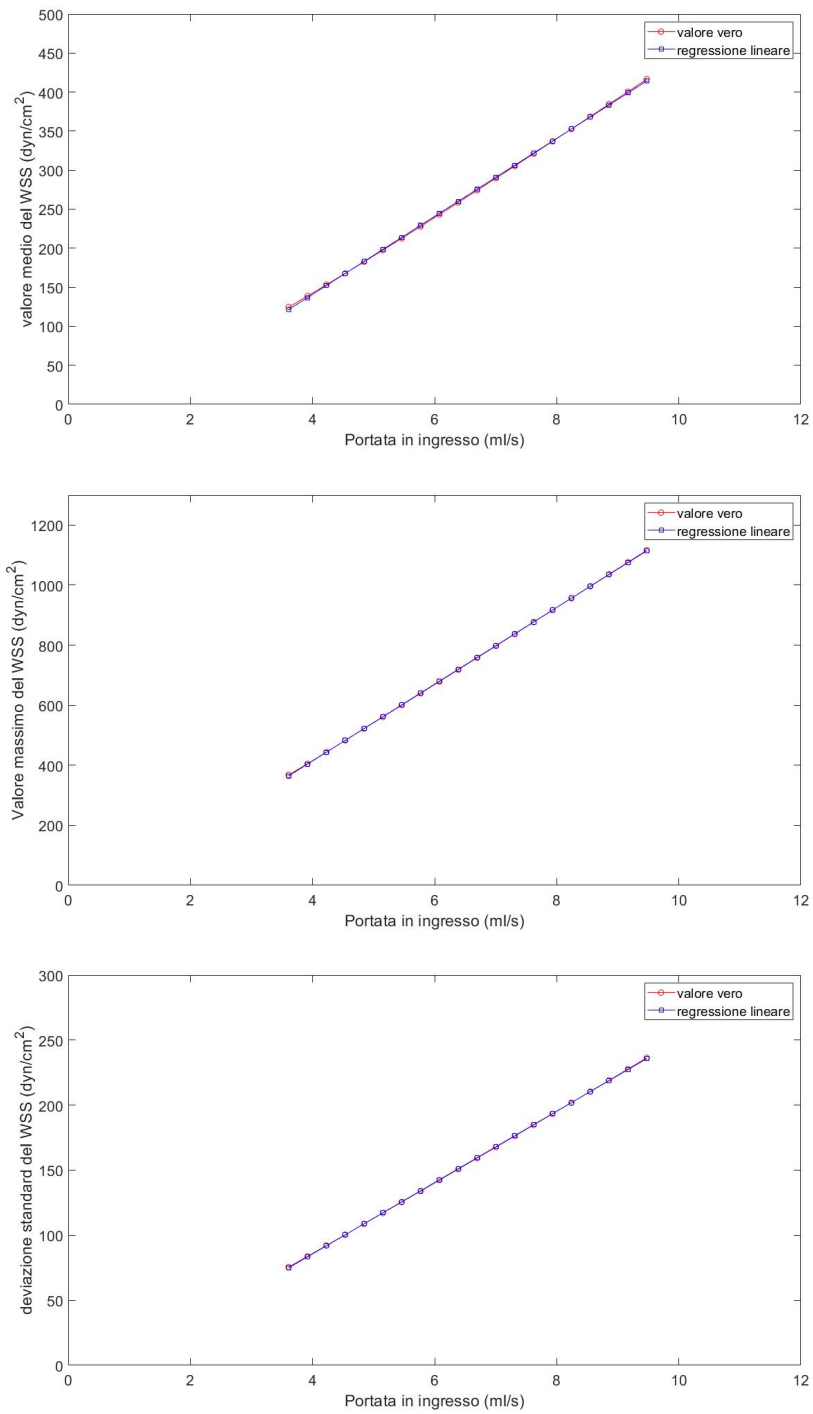 500
450
400
350
300
250
200
150
100
50
0
valore medio del WSS (dyn/cm²)
valore vero
regressione lineare
0 2 4 6 8 10 12
Portata in ingresso (ml/s)
1200
1000
800
600
400
200
0
Valore massimo del WSS (dyn/cm²)
valore vero
regressione lineare
0 2 4 6 8 10 12
Portata in ingresso (ml/s)
300
250
200
150
100
50
0
deviazione standard del WSS (dyn/cm²)
valore vero
regressione lineare
0 2 4 6 8 10 12
Portata in ingresso (ml/s)